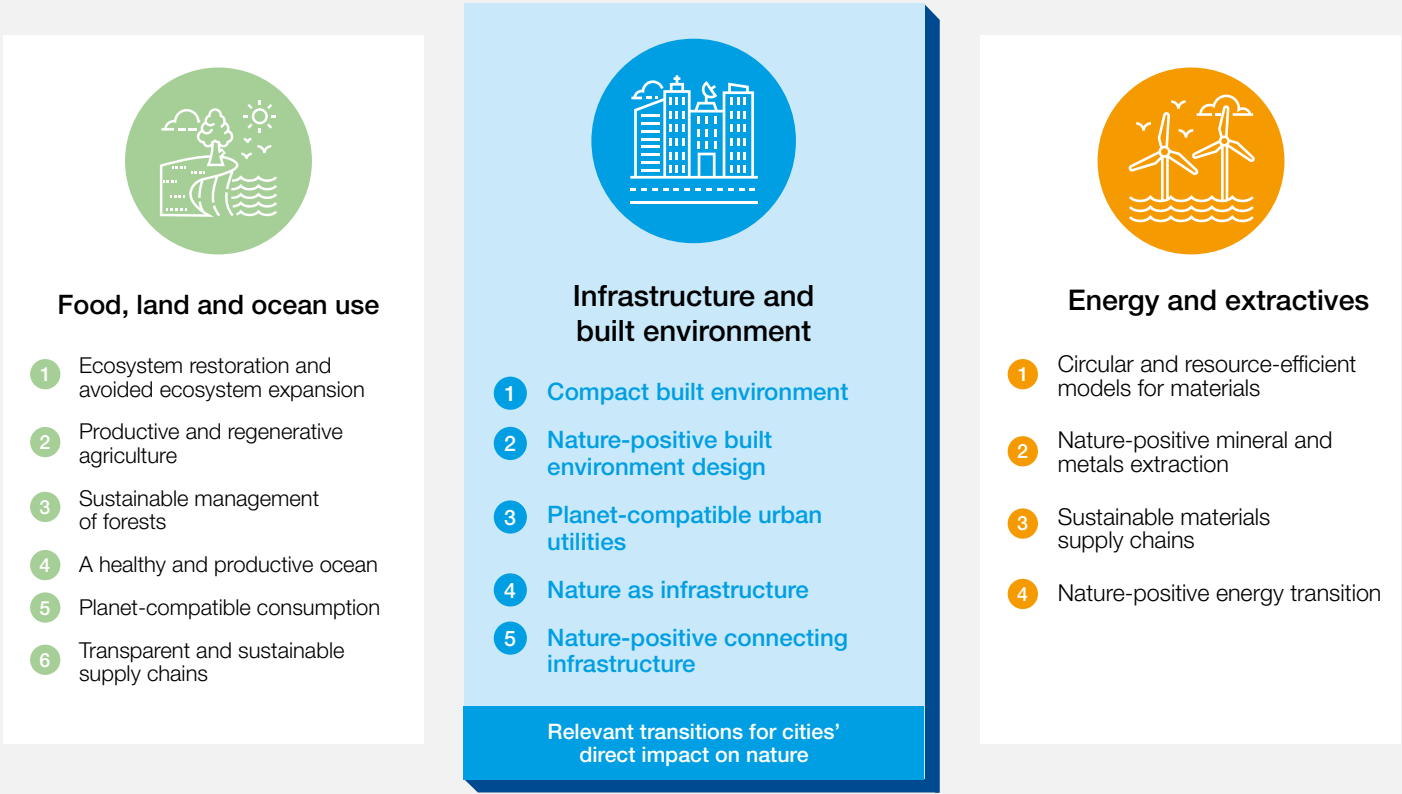 Food, land and ocean use
1 Ecosystem restoration and
avoided ecosystem expansion
2 Productive and regenerative
agriculture
3 Sustainable management
of forests
4 A healthy and productive ocean
5 Planet-compatible consumption
6 Transparent and sustainable
supply chains
Infrastructure and
built environment
1 Compact built environment
2 Nature-positive built
environment design
3 Planet-compatible urban
utilities
4 Nature as infrastructure
5 Nature-positive connecting
infrastructure
Relevant transitions for cities’
direct impact on nature
Energy and extractives
1 Circular and resource-efficient
models for materials
2 Nature-positive mineral and
metals extraction
3 Sustainable materials
supply chains
4 Nature-positive energy transition